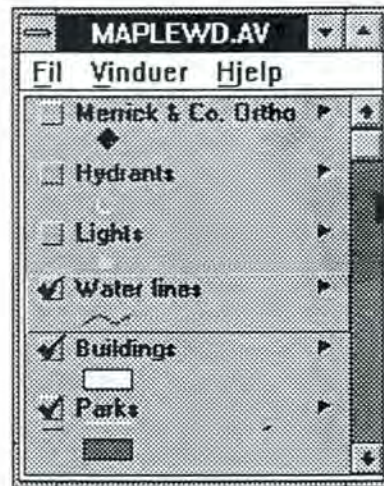 MAPLEWD.AV
Fil Vinduer Hjelp
Merrick & Co. Ortho
Hydrants
Lights
Water lines
Buildings
Parks